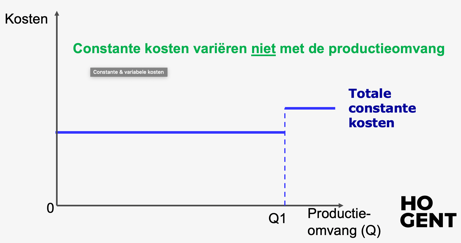 Kosten
Constante kosten variëren niet met de productieomvang
Constante & variabele kosten
Totale
constante
kosten
0
Q1
Productie-
omvang (Q)
HO
GENT